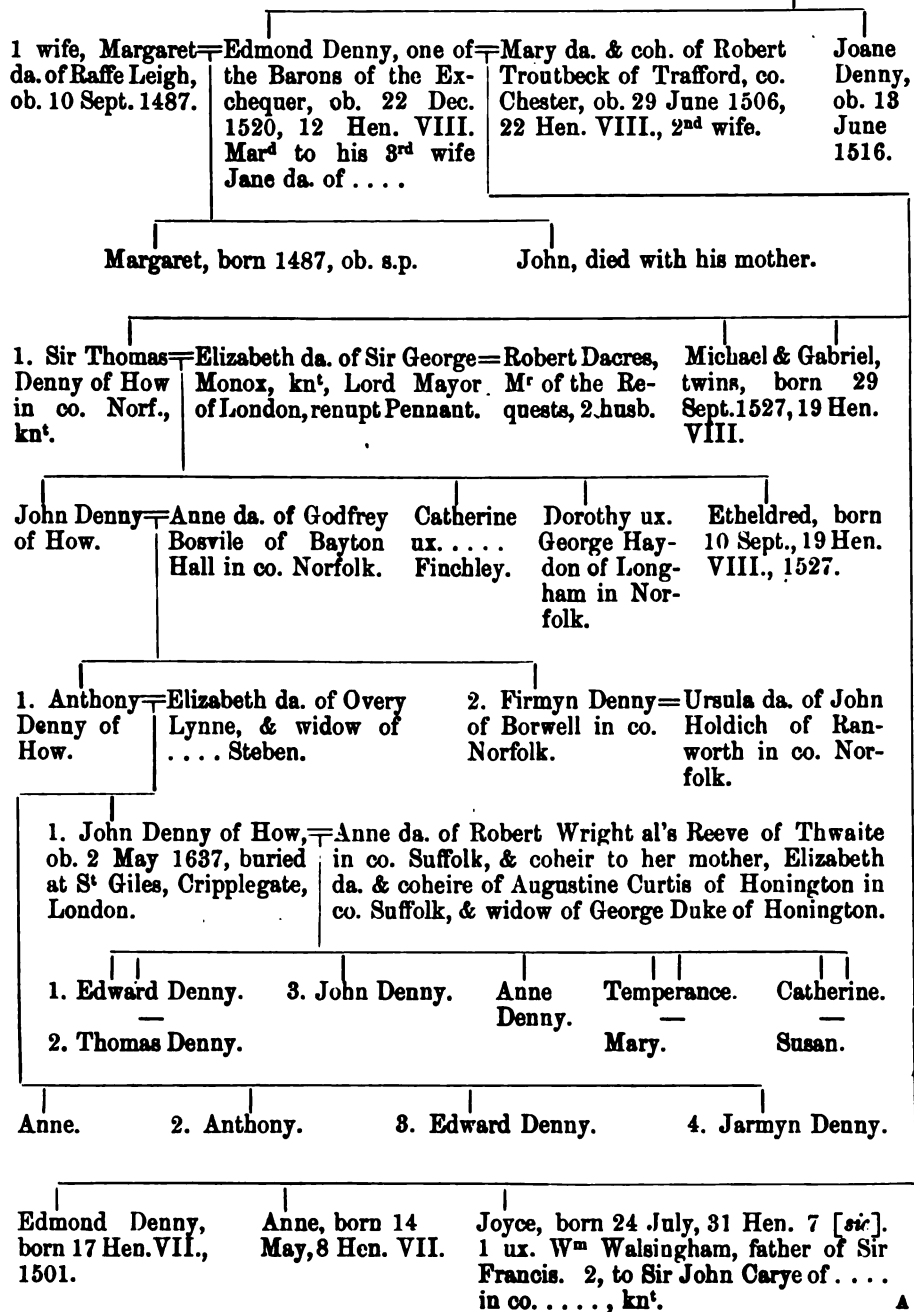 1 wife, Margaret
da. of Raffe Leigh,
ob. 10 Sept. 1487.
Edmond Denny, one of
the Barons of the Ex-
chequer, ob. 22 Dec.
1520, 12 Hen. VIII.
Marᵈ to his 3ʳᵈ wife
Jane da. of . . . .
Mary da. & coh. of Robert
Troutbeck of Trafford, co.
Chester, ob. 29 June 1506,
22 Hen. VIII., 2ⁿᵈ wife.
Joane
Denny,
ob. 13
June
1516.
Margaret, born 1487, ob. s.p.
John, died with his mother.
1. Sir Thomas
Denny of How
in co. Norf.,
knᵗ.
Elizabeth da. of Sir George
Monox, knᵗ, Lord Mayor
of London, renupt Pennant.
Robert Dacres,
Mʳ of the Re-
quests, 2 husb.
Michael & Gabriel,
twins, born 29
Sept. 1527, 19 Hen.
VIII.
John Denny
of How.
Anne da. of Godfrey
Bosvile of Bayton
Hall in co. Norfolk.
Catherine
ux. . . . .
Finchley.
Dorothy ux.
George Hay-
don of Long-
ham in Nor-
folk.
Etheldred, born
10 Sept., 19 Hen.
VIII., 1527.
1. Anthony
Denny of
How.
Elizabeth da. of Overy
Lynne, & widow of
. . . . Steben.
2. Firmyn Denny
of Borwell in co.
Norfolk.
Ursula da. of John
Holdich of Ran-
worth in co. Nor-
folk.
1. John Denny of How,
ob. 2 May 1637, buried
at Sᵗ Giles, Cripplegate,
London.
Anne da. of Robert Wright al's Reeve of Thwaite
in co. Suffolk, & coheir to her mother, Elizabeth
da. & coheire of Augustine Curtis of Honington in
co. Suffolk, & widow of George Duke of Honington.
1. Edward Denny.
2. Thomas Denny.
3. John Denny.
Anne
Denny.
Temperance.
Mary.
Catherine.
Susan.
Anne.
2. Anthony.
3. Edward Denny.
4. Jarmyn Denny.
Edmond Denny,
born 17 Hen. VII.,
1501.
Anne, born 14
May, 8 Hen. VII.
Joyce, born 24 July, 31 Hen. 7 [sic].
1 ux. Wᵐ Walsingham, father of Sir
Francis. 2, to Sir John Carye of . . . .
in co. . . . . , knᵗ.
A